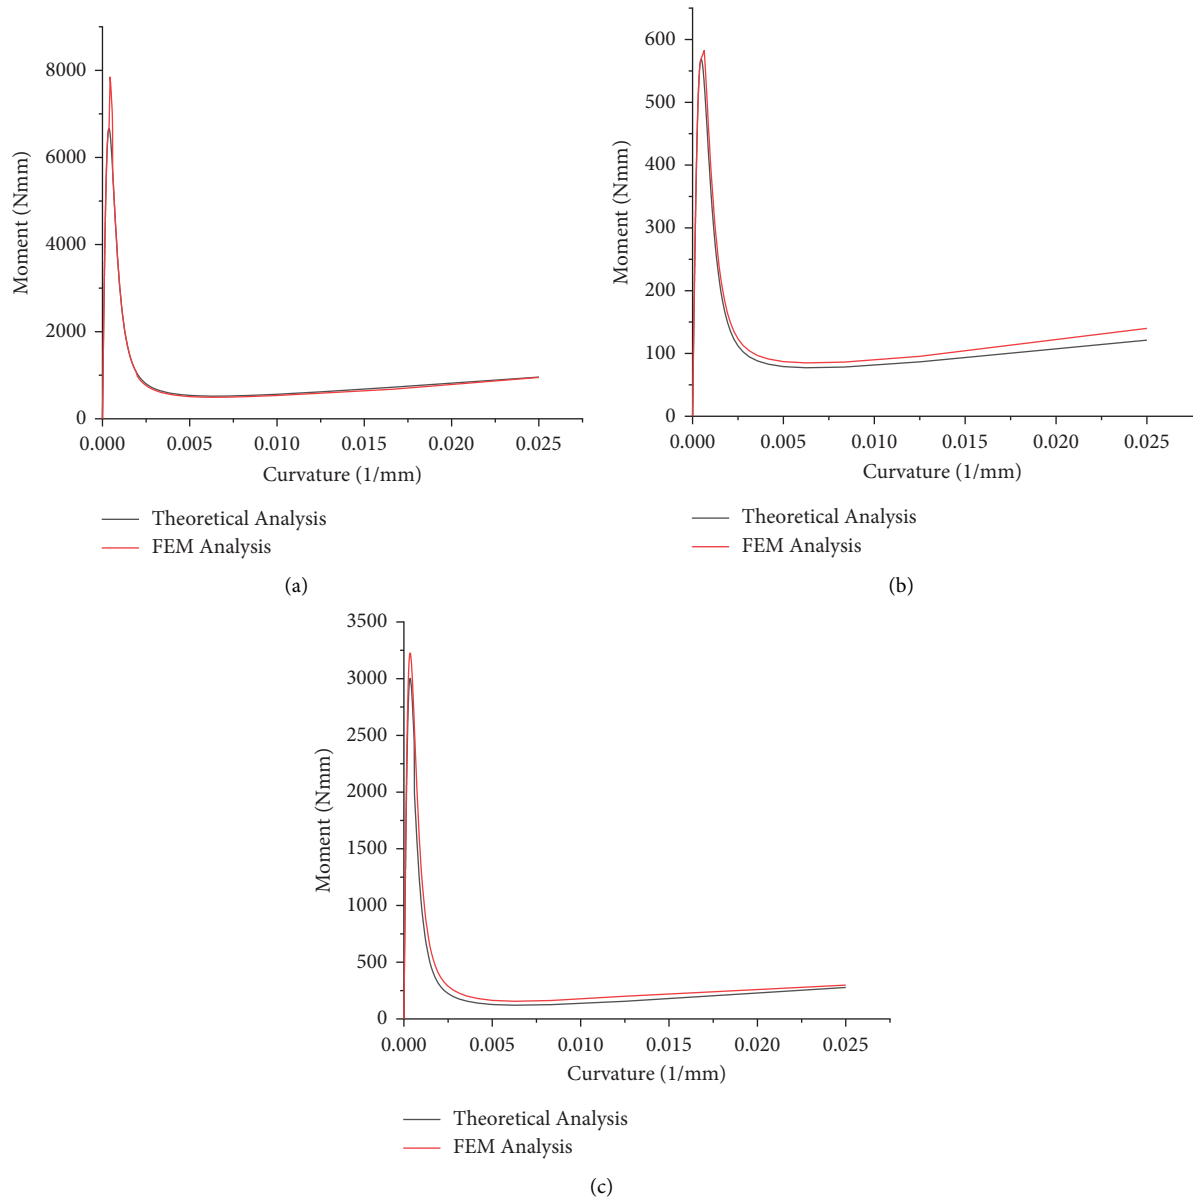 8000
6000
4000
2000
0
Moment (Nmm)
0.000 0.005 0.010 0.015 0.020 0.025
Curvature (1/mm)
Theoretical Analysis
FEM Analysis
(a)
600
500
400
300
200
100
0
Moment (Nmm)
0.000 0.005 0.010 0.015 0.020 0.025
Curvature (1/mm)
Theoretical Analysis
FEM Analysis
(b)
3500
3000
2500
2000
1500
1000
500
0
Moment (Nmm)
0.000 0.005 0.010 0.015 0.020 0.025
Curvature (1/mm)
Theoretical Analysis
FEM Analysis
(c)